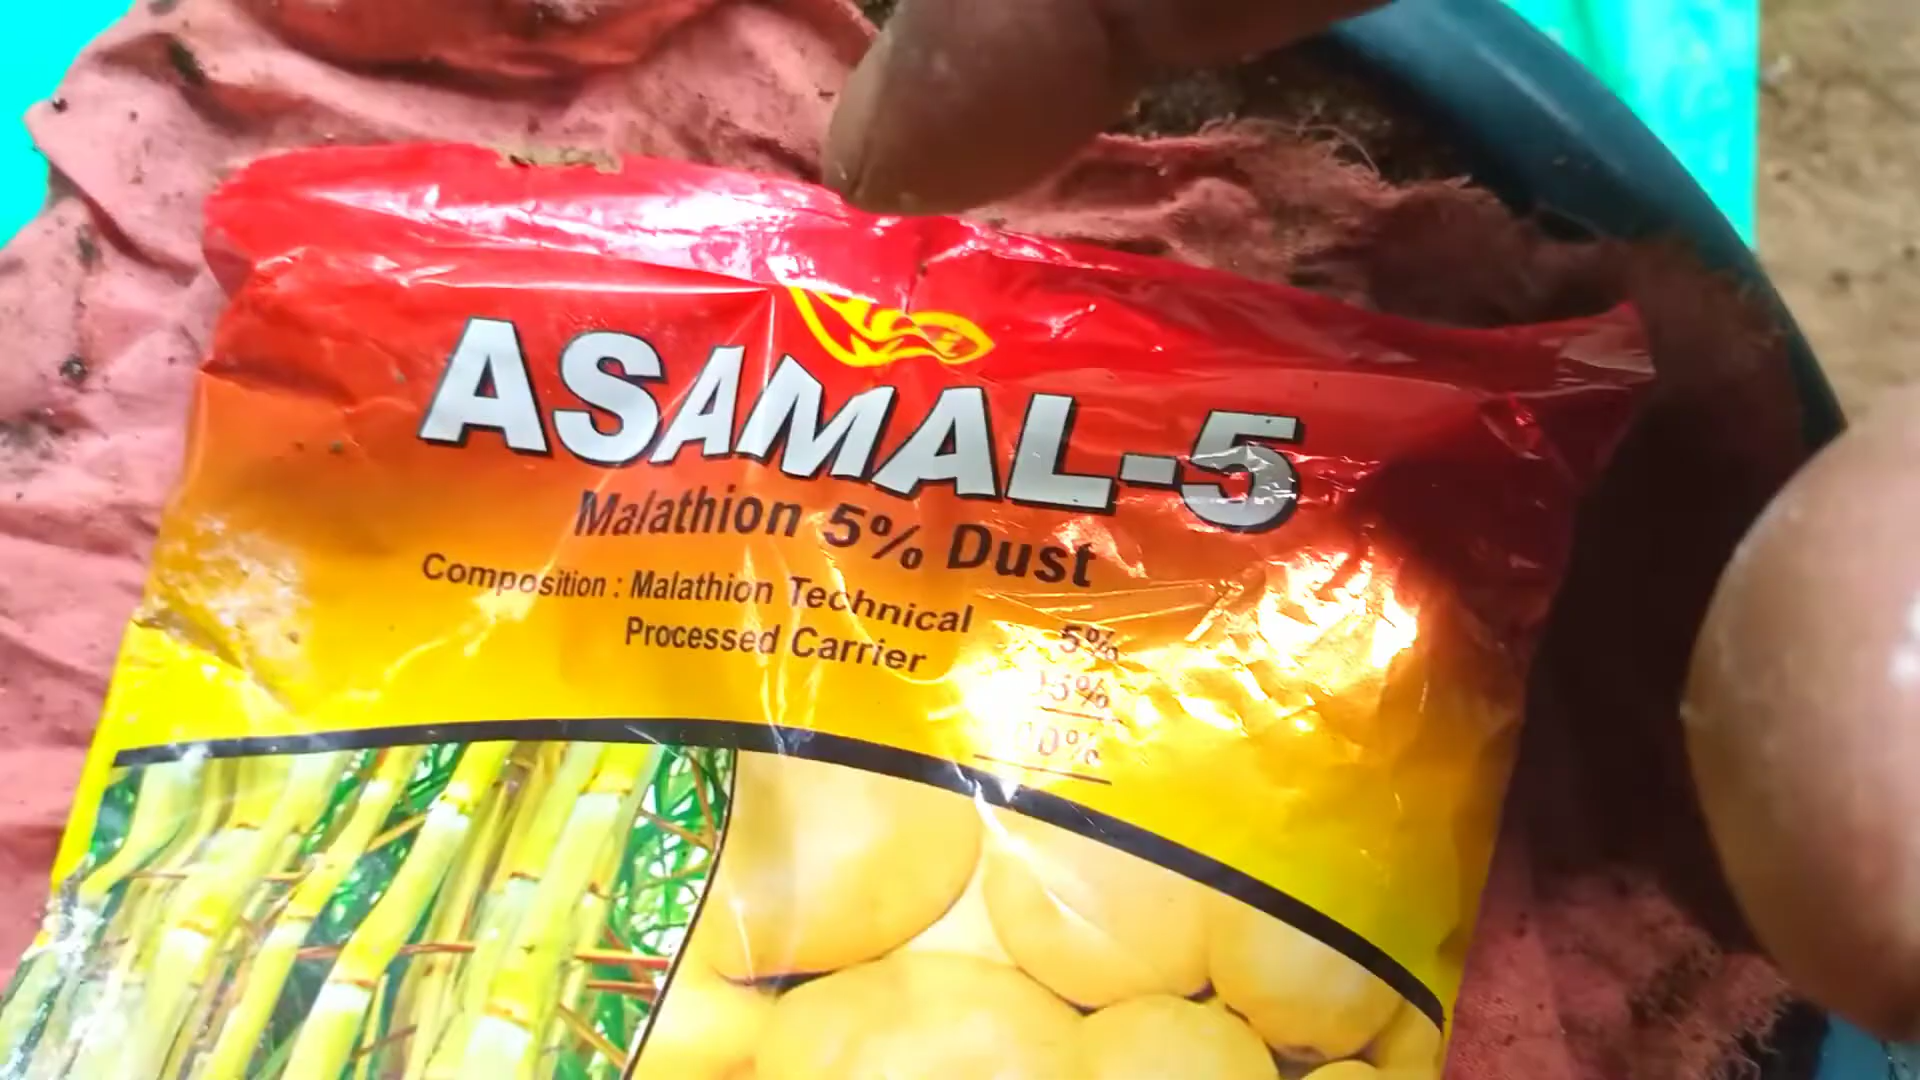 ASAMAL-5
Malathion 5% Dust
Composition : Malathion Technical 5%
Processed Carrier